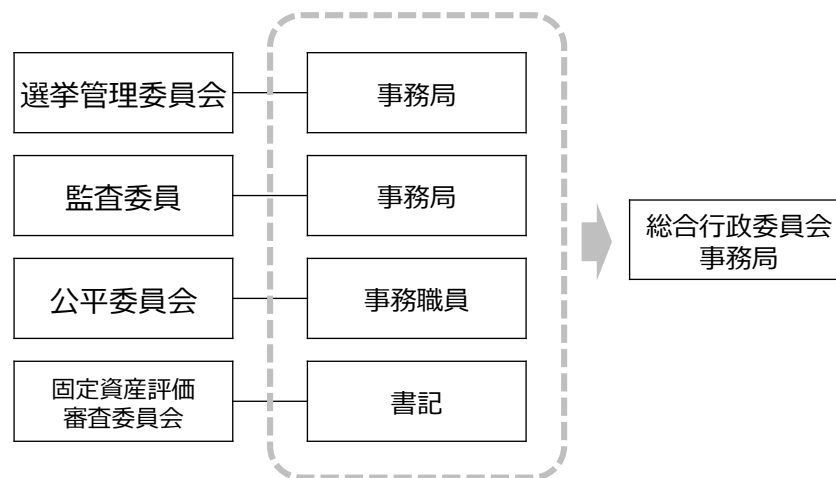 選挙管理委員会
事務局
監査委員
事務局
公平委員会
事務職員
固定資産評価
審査委員会
書記
総合行政委員会
事務局